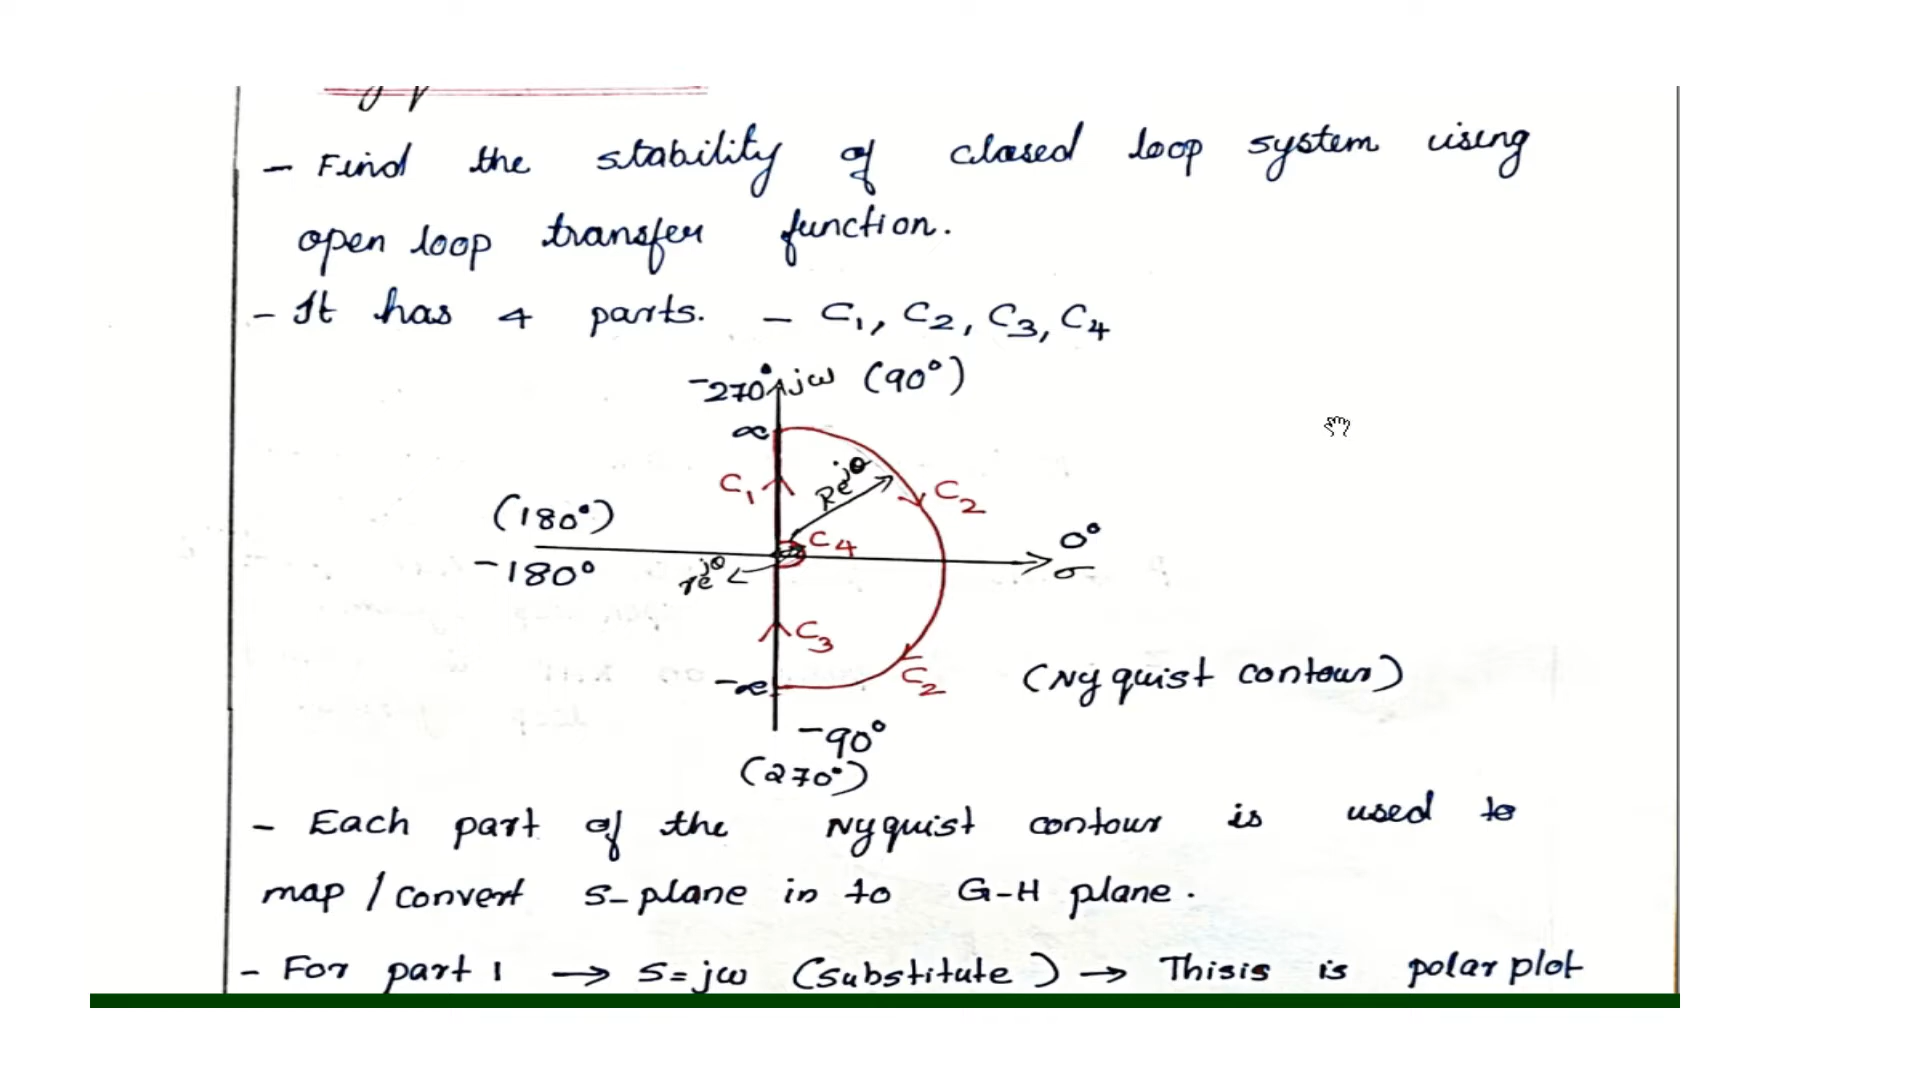 - Find the stability of closed loop system using
open loop transfer function.
- It has 4 parts. - C1, C2, C3, C4
-270° jω (90°)
∞
Re^jθ
C1
C2
(180°)
0°
C4
-180°
re^jθ
σ
C3
-∞
C2
(Nyquist contour)
-90°
(270°)
- Each part of the Nyquist contour is used to
map / convert s-plane in to G-H plane.
- For part 1 → s=jω (substitute) → This is polar plot